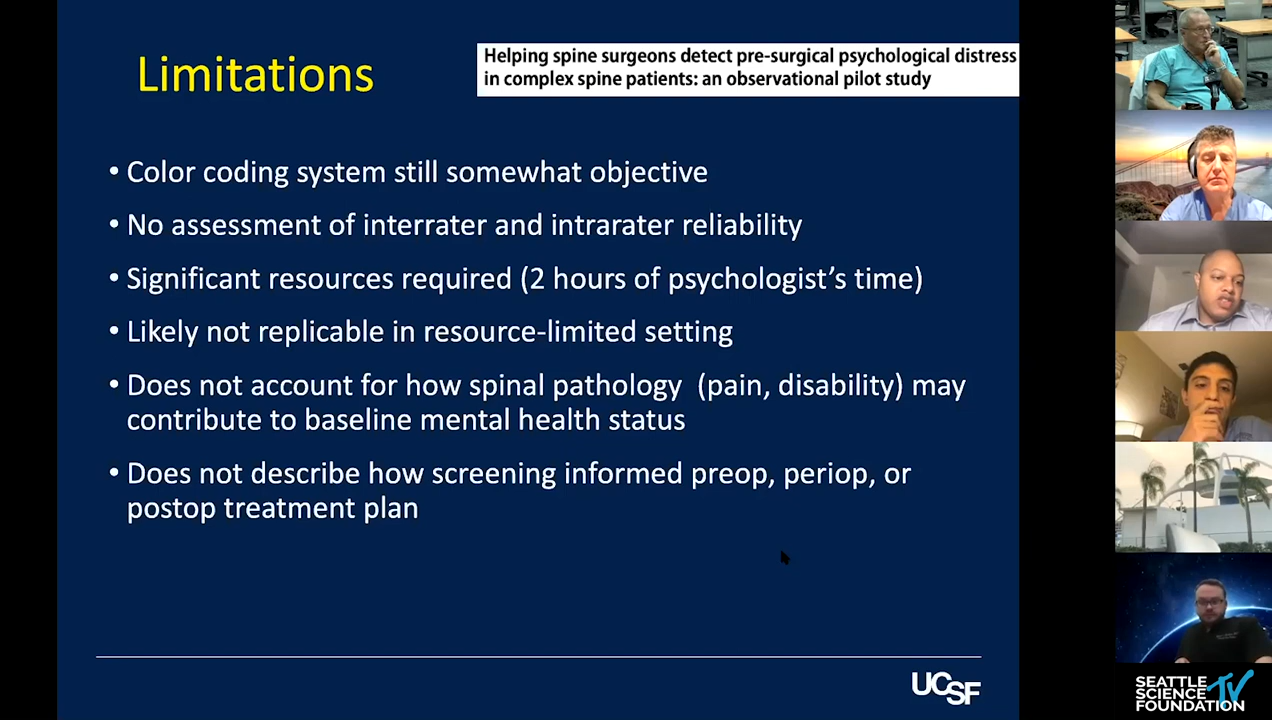 Limitations
Helping spine surgeons detect pre-surgical psychological distress
in complex spine patients: an observational pilot study
• Color coding system still somewhat objective
• No assessment of interrater and intrarater reliability
• Significant resources required (2 hours of psychologist’s time)
• Likely not replicable in resource-limited setting
• Does not account for how spinal pathology (pain, disability) may
contribute to baseline mental health status
• Does not describe how screening informed preop, periop, or
postop treatment plan
UCSF
SEATTLE
SCIENCE
FOUNDATION
TV